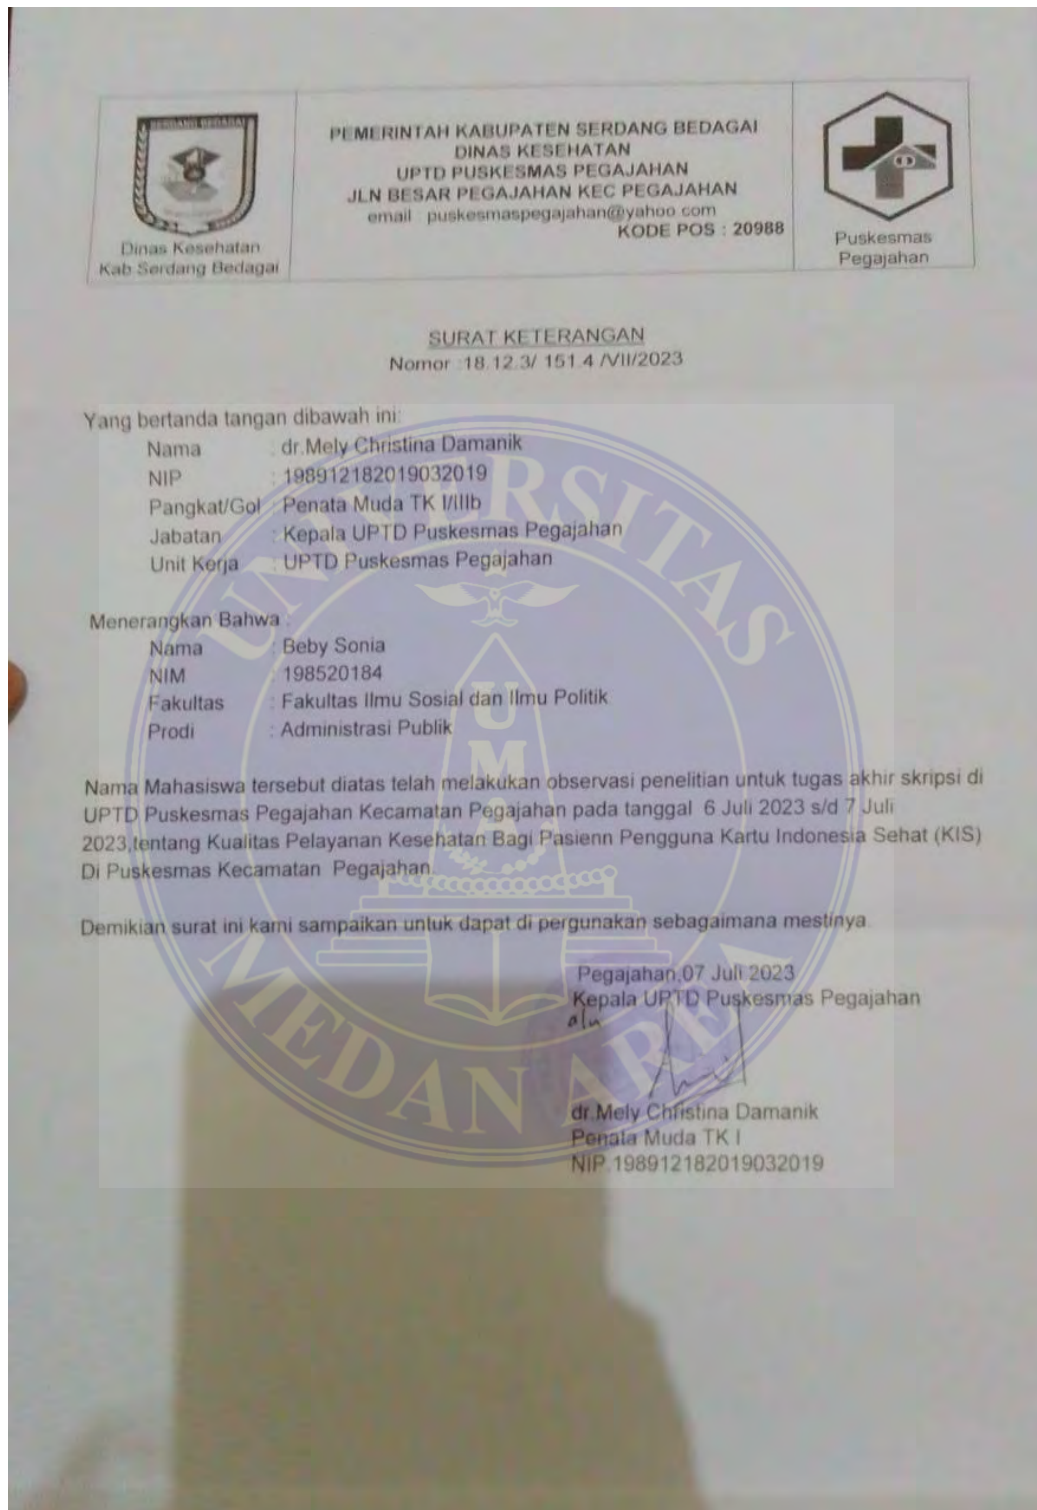 SERDANG BEDAGAI
Dinas Kesehatan
Kab Serdang Bedagai
PEMERINTAH KABUPATEN SERDANG BEDAGAI
DINAS KESEHATAN
UPTD PUSKESMAS PEGAJAHAN
JLN BESAR PEGAJAHAN KEC PEGAJAHAN
email puskesmaspegajahan@yahoo.com
KODE POS : 20988
Puskesmas
Pegajahan
SURAT KETERANGAN
Nomor :18.12.3/ 151.4 /VII/2023
Yang bertanda tangan dibawah ini:
Nama : dr.Mely Christina Damanik
NIP : 198912182019032019
Pangkat/Gol : Penata Muda TK I/IIIb
Jabatan : Kepala UPTD Puskesmas Pegajahan
Unit Kerja : UPTD Puskesmas Pegajahan
Menerangkan Bahwa :
Nama : Beby Sonia
NIM : 198520184
Fakultas : Fakultas Ilmu Sosial dan Ilmu Politik
Prodi : Administrasi Publik
Nama Mahasiswa tersebut diatas telah melakukan observasi penelitian untuk tugas akhir skripsi di
UPTD Puskesmas Pegajahan Kecamatan Pegajahan pada tanggal 6 Juli 2023 s/d 7 Juli
2023,tentang Kualitas Pelayanan Kesehatan Bagi Pasienn Pengguna Kartu Indonesia Sehat (KIS)
Di Puskesmas Kecamatan Pegajahan.
Demikian surat ini kami sampaikan untuk dapat di pergunakan sebagaimana mestinya.
Pegajahan,07 Juli 2023
Kepala UPTD Puskesmas Pegajahan
a/n
dr.Mely Christina Damanik
Penata Muda TK I
NIP.198912182019032019
UNIVERSITAS
UMA
MEDAN AREA